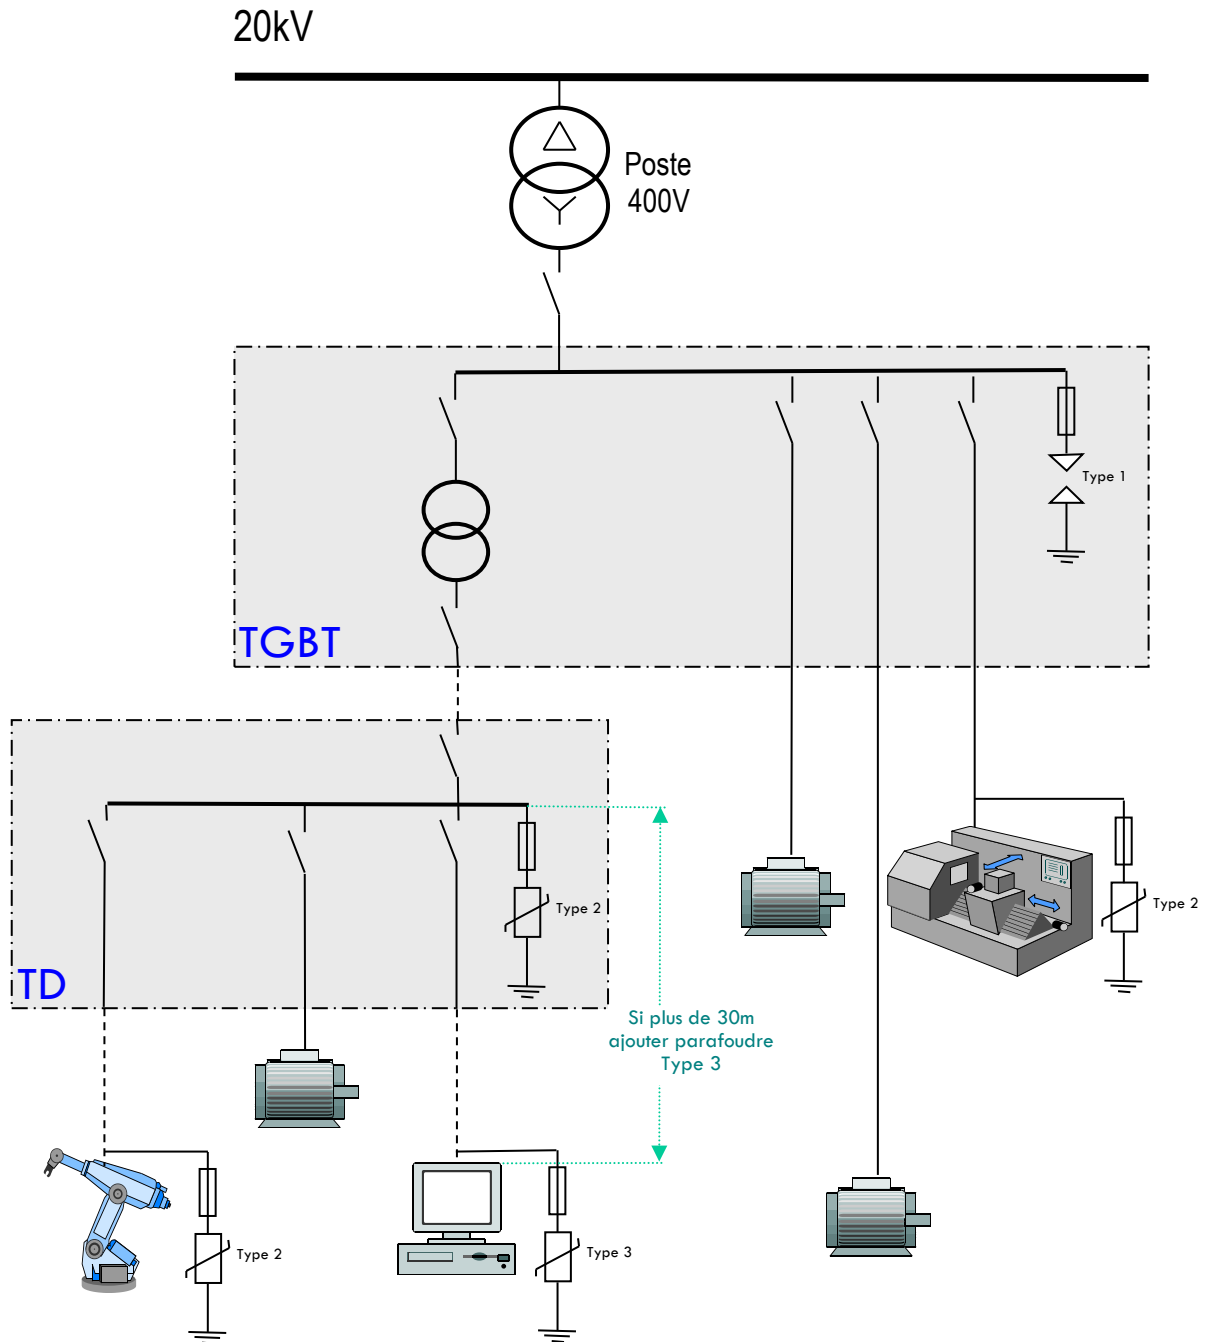 20kV
Poste
400V
Type 1
TGBT
Type 2
Type 2
TD
Si plus de 30m
ajouter parafoudre
Type 3
Type 2
Type 3